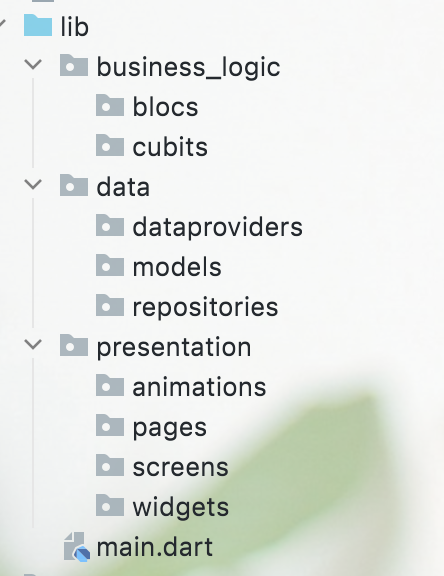 lib
business_logic
blocs
cubits
data
dataproviders
models
repositories
presentation
animations
pages
screens
widgets
main.dart